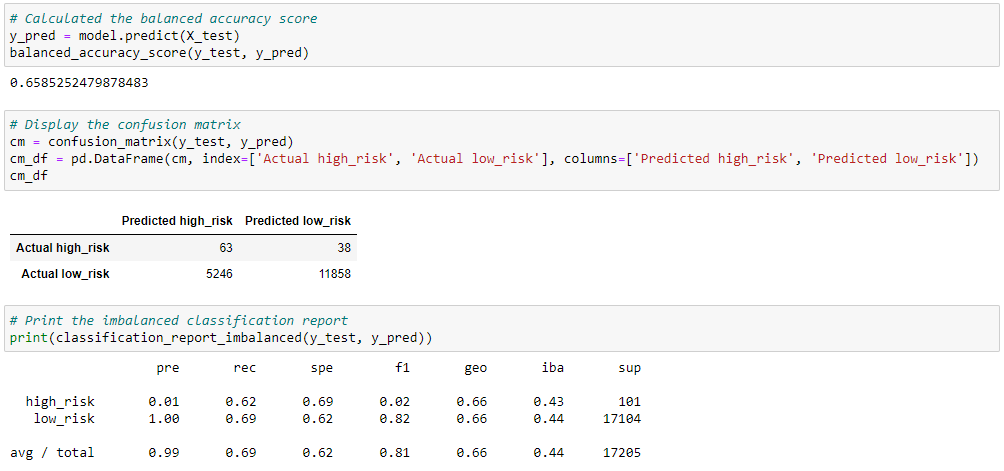 # Calculated the balanced accuracy score
y_pred = model.predict(X_test)
balanced_accuracy_score(y_test, y_pred)
0.6585252479878483
# Display the confusion matrix
cm = confusion_matrix(y_test, y_pred)
cm_df = pd.DataFrame(cm, index=['Actual high_risk', 'Actual low_risk'], columns=['Predicted high_risk', 'Predicted low_risk'])
cm_df
Predicted high_risk Predicted low_risk
Actual high_risk 63 38
Actual low_risk 5246 11858
# Print the imbalanced classification report
print(classification_report_imbalanced(y_test, y_pred))
pre rec spe f1 geo iba sup
high_risk 0.01 0.62 0.69 0.02 0.66 0.43 101
low_risk 1.00 0.69 0.62 0.82 0.66 0.44 17104
avg / total 0.99 0.69 0.62 0.81 0.66 0.44 17205